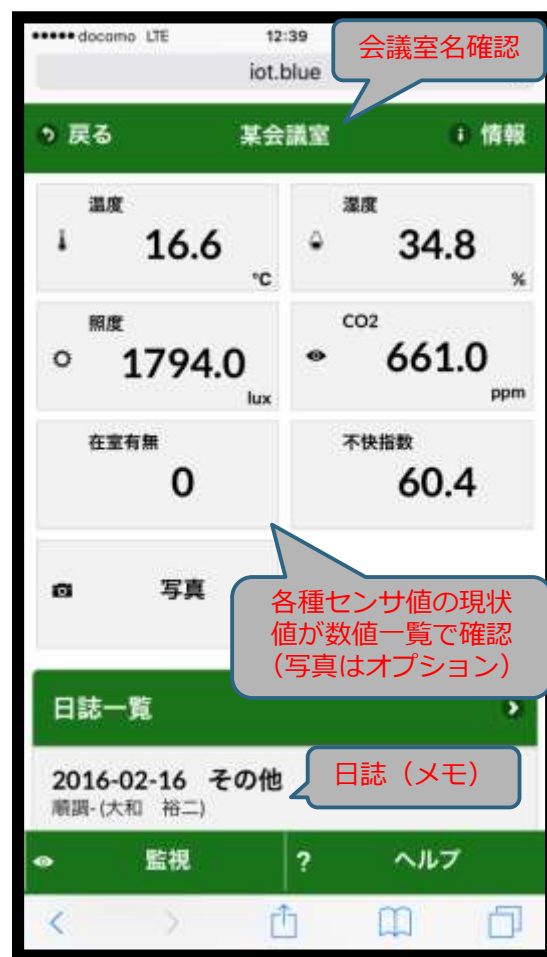 docomo LTE 12:39
会議室名確認
iot.blue
戻る 某会議室 情報
温度
16.6
℃
湿度
34.8
%
照度
1794.0
lux
CO2
661.0
ppm
在室有無
0
不快指数
60.4
写真
各種センサ値の現状
値が数値一覧で確認
（写真はオプション）
日誌一覧
2016-02-16 その他
順調- (大和 裕二)
日誌（メモ）
監視 ? ヘルプ